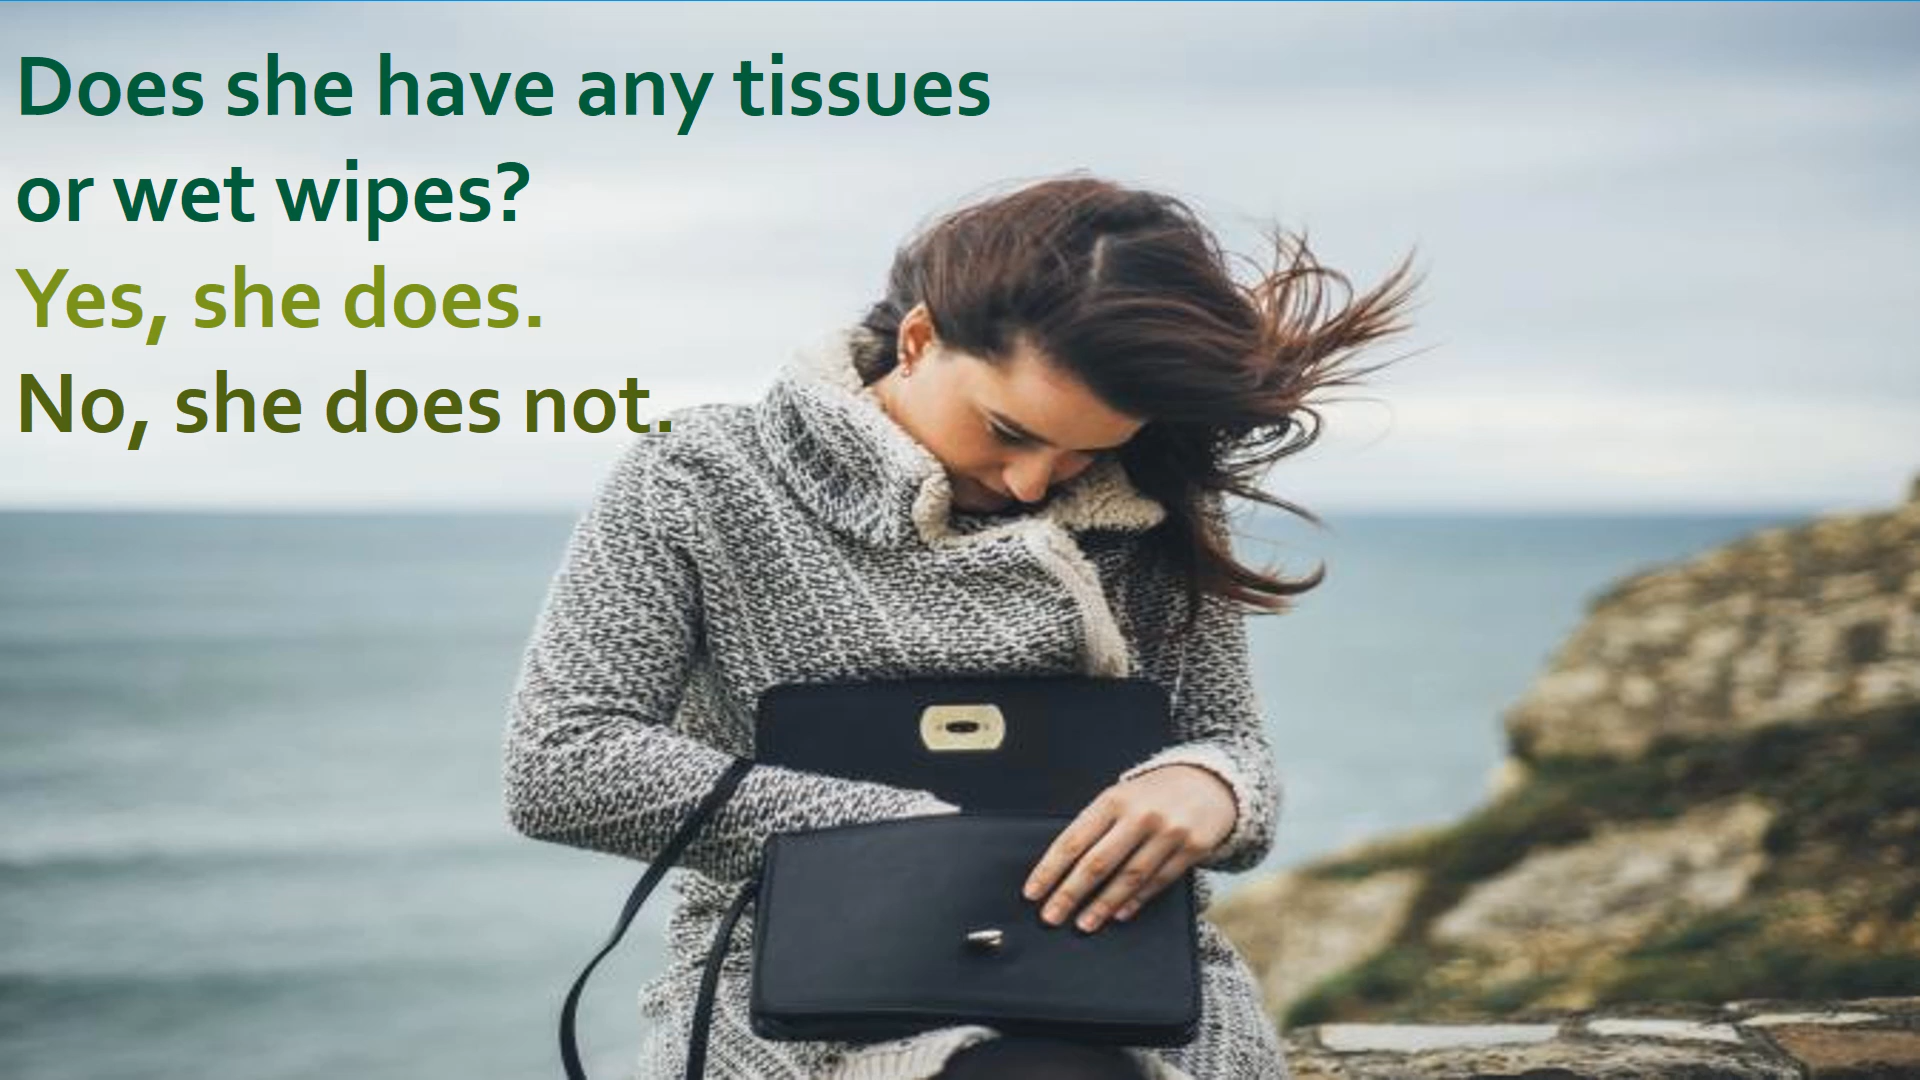 Does she have any tissues
or wet wipes?
Yes, she does.
No, she does not.